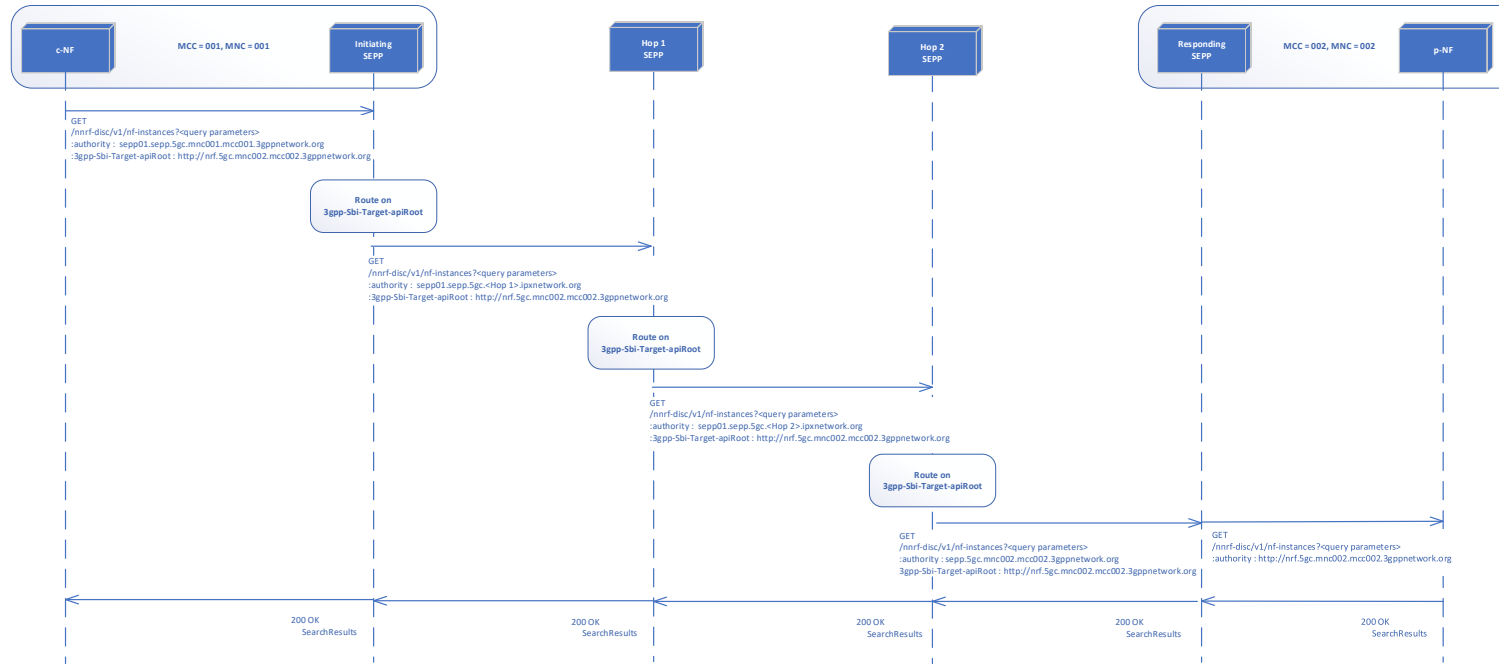 c-NF
MCC = 001, MNC = 001
Initiating
SEPP
Hop 1
SEPP
Hop 2
SEPP
Responding
SEPP
MCC = 002, MNC = 002
p-NF
GET
/nnrf-disc/v1/nf-instances?<query parameters>
:authority : sepp01.sepp.5gc.mnc001.mcc001.3gppnetwork.org
:3gpp-Sbi-Target-apiRoot : http://nrf.5gc.mnc002.mcc002.3gppnetwork.org
Route on
3gpp-Sbi-Target-apiRoot
GET
/nnrf-disc/v1/nf-instances?<query parameters>
:authority : sepp01.sepp.5gc.<Hop 1>.ipxnetwork.org
:3gpp-Sbi-Target-apiRoot : http://nrf.5gc.mnc002.mcc002.3gppnetwork.org
Route on
3gpp-Sbi-Target-apiRoot
GET
/nnrf-disc/v1/nf-instances?<query parameters>
:authority : sepp01.sepp.5gc.<Hop 2>.ipxnetwork.org
:3gpp-Sbi-Target-apiRoot : http://nrf.5gc.mnc002.mcc002.3gppnetwork.org
Route on
3gpp-Sbi-Target-apiRoot
GET
/nnrf-disc/v1/nf-instances?<query parameters>
:authority : sepp.5gc.mnc002.mcc002.3gppnetwork.org
3gpp-Sbi-Target-apiRoot : http://nrf.5gc.mnc002.mcc002.3gppnetwork.org
GET
/nnrf-disc/v1/nf-instances?<query parameters>
:authority : http://nrf.5gc.mnc002.mcc002.3gppnetwork.org
200 OK
SearchResults
200 OK
SearchResults
200 OK
SearchResults
200 OK
SearchResults
200 OK
SearchResults